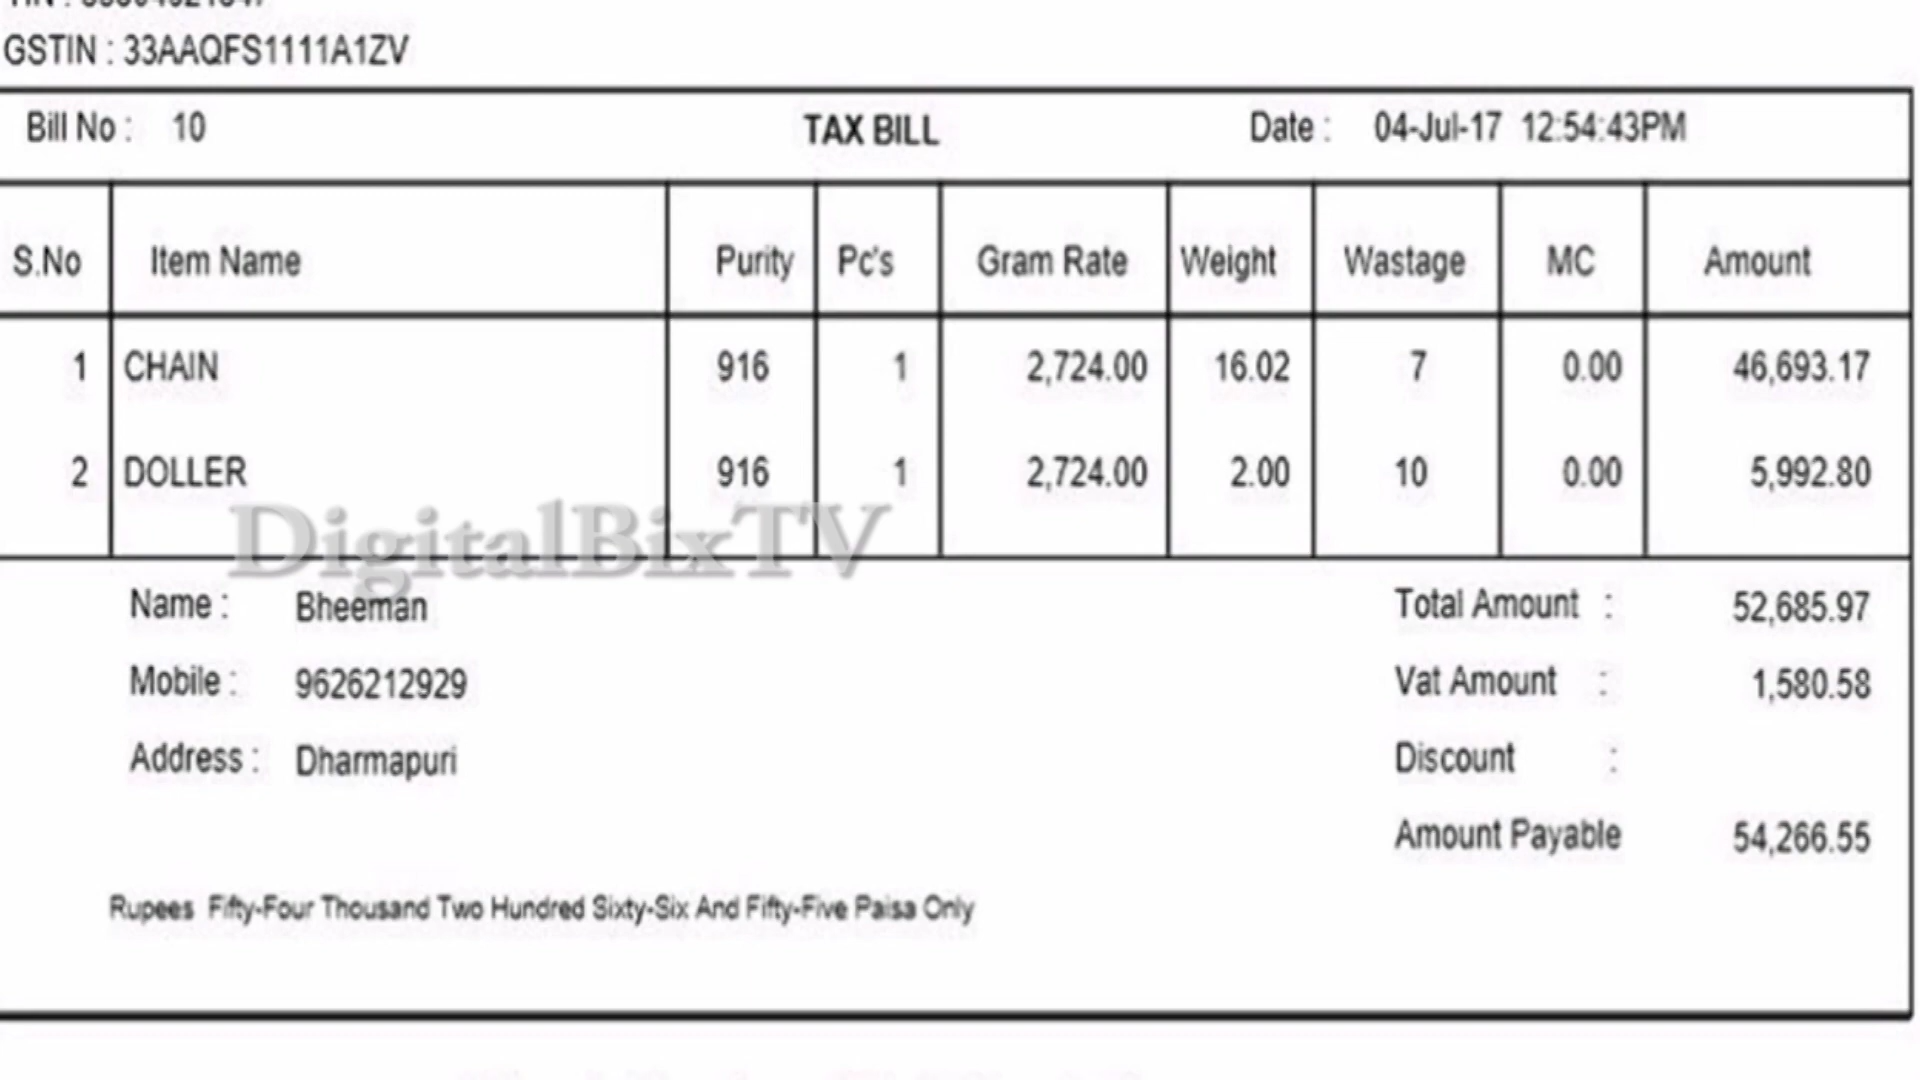 GSTIN : 33AAQFS1111A1ZV
Bill No : 10 TAX BILL Date : 04-Jul-17 12:54:43PM
S.No Item Name Purity Pc's Gram Rate Weight Wastage MC Amount
1 CHAIN 916 1 2,724.00 16.02 7 0.00 46,693.17
2 DOLLER 916 1 2,724.00 2.00 10 0.00 5,992.80
DigitalBixTV
Name : Bheeman Total Amount : 52,685.97
Mobile : 9626212929 Vat Amount : 1,580.58
Address : Dharmapuri Discount :
Amount Payable 54,266.55
Rupees Fifty-Four Thousand Two Hundred Sixty-Six And Fifty-Five Paisa Only